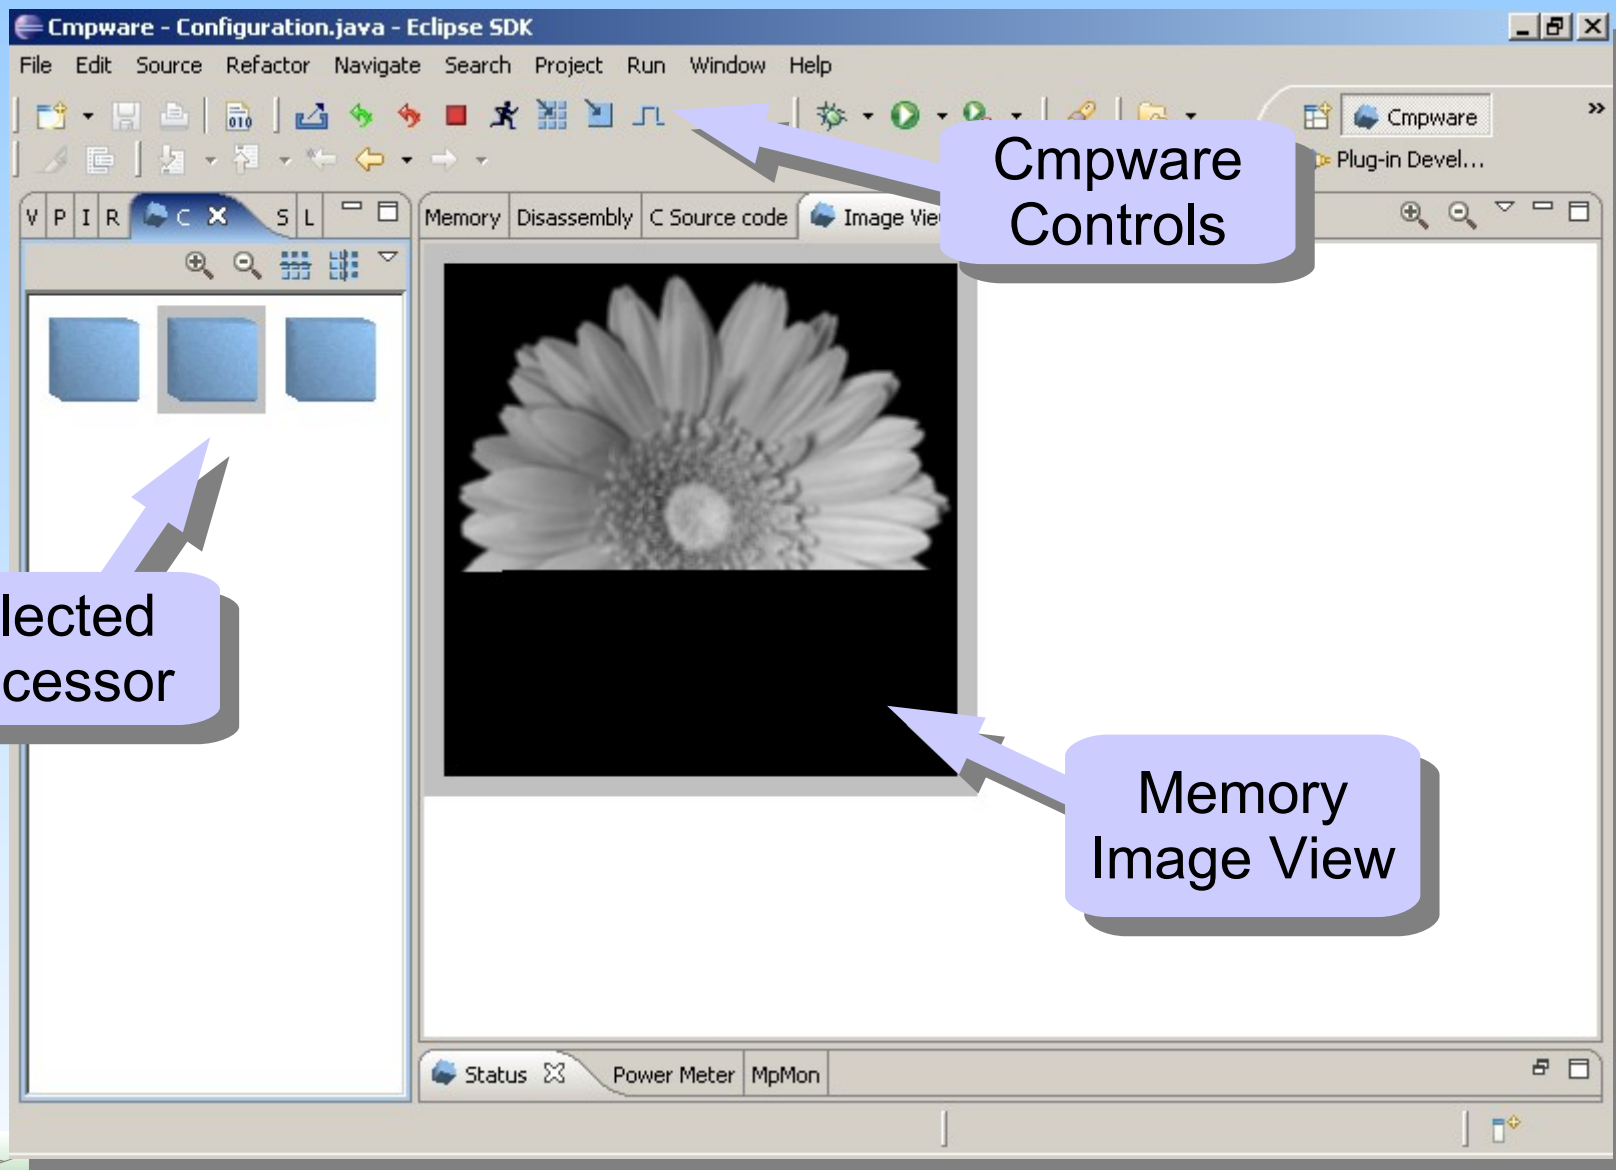 Cmpware - Configuration.java - Eclipse SDK
File Edit Source Refactor Navigate Search Project Run Window Help
010
Cmpware
Plug-in Devel...
Cmpware
Controls
V P I R C S L
Memory Disassembly C Source code Image Vie
lected
cessor
Memory
Image View
Status Power Meter MpMon